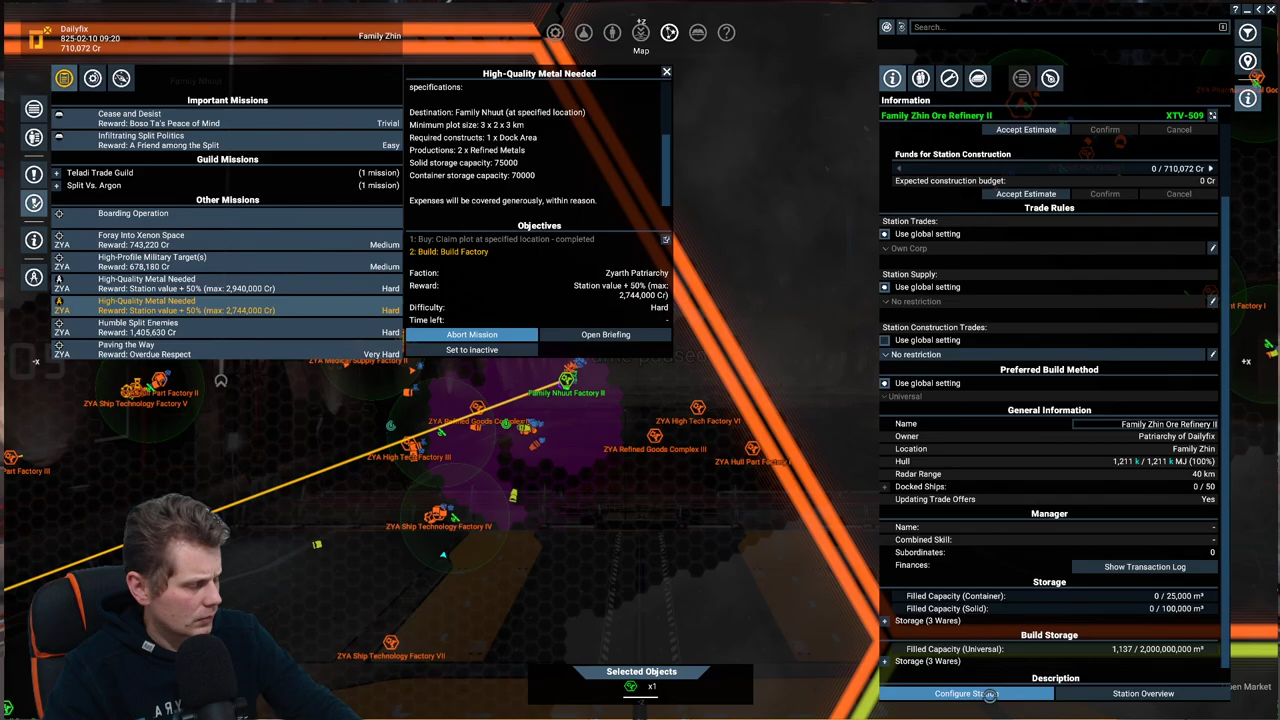 Dailyfix
825-02-10 09:20
710,072 Cr
Family Zhin
+Z
Map
Search...
Important Missions
Cease and Desist
Reward: Boso Ta's Peace of Mind Trivial
Infiltrating Split Politics
Reward: A Friend among the Split Easy
Guild Missions
Teladi Trade Guild (1 mission)
Split Vs. Argon (1 mission)
Other Missions
Boarding Operation
Foray Into Xenon Space
ZYA Reward: 743,220 Cr Medium
High-Profile Military Target(s)
ZYA Reward: 678,180 Cr Medium
High-Quality Metal Needed
ZYA Reward: Station value + 50% (max: 2,940,000 Cr) Hard
High-Quality Metal Needed
ZYA Reward: Station value + 50% (max: 2,744,000 Cr) Hard
Humble Split Enemies
ZYA Reward: 1,405,630 Cr Hard
Paving the Way
ZYA Reward: Overdue Respect Very Hard
High-Quality Metal Needed
specifications:
Destination: Family Nhuut (at specified location)
Minimum plot size: 3 x 2 x 3 km
Required constructs: 1 x Dock Area
Productions: 2 x Refined Metals
Solid storage capacity: 75000
Container storage capacity: 70000
Expenses will be covered generously, within reason.
Objectives
1: Buy: Claim plot at specified location - completed
2: Build: Build Factory
Faction: Zyarth Patriarchy
Reward: Station value + 50% (max:
2,744,000 Cr)
Difficulty: Hard
Time left: -
Abort Mission Open Briefing
Set to inactive
-x
+x
ZYA Ship Technology Factory V
Family Nhuut Factory II
ZYA High Tech Factory III
ZYA High Tech Factory VI
ZYA Refined Goods Complex III
ZYA Ship Technology Factory IV
ZYA Ship Technology Factory VII
Selected Objects
x1
Information
Family Zhin Ore Refinery II XTV-509
Accept Estimate Confirm Cancel
Funds for Station Construction
0 / 710,072 Cr
Expected construction budget: 0 Cr
Accept Estimate Confirm Cancel
Trade Rules
Station Trades:
Use global setting
Own Corp
Station Supply:
Use global setting
No restriction
Station Construction Trades:
Use global setting
No restriction
Preferred Build Method
Use global setting
Universal
General Information
Name Family Zhin Ore Refinery II
Owner Patriarchy of Dailyfix
Location Family Zhin
Hull 1,211 k / 1,211 k MJ (100%)
Radar Range 40 km
Docked Ships: 0 / 50
Updating Trade Offers Yes
Manager
Name: -
Combined Skill: -
Subordinates: 0
Finances: Show Transaction Log
Storage
Filled Capacity (Container): 0 / 25,000 m³
Filled Capacity (Solid): 0 / 100,000 m³
Storage (3 Wares)
Build Storage
Filled Capacity (Universal): 1,137 / 2,000,000,000 m³
Storage (3 Wares)
Description
Configure Station Overview